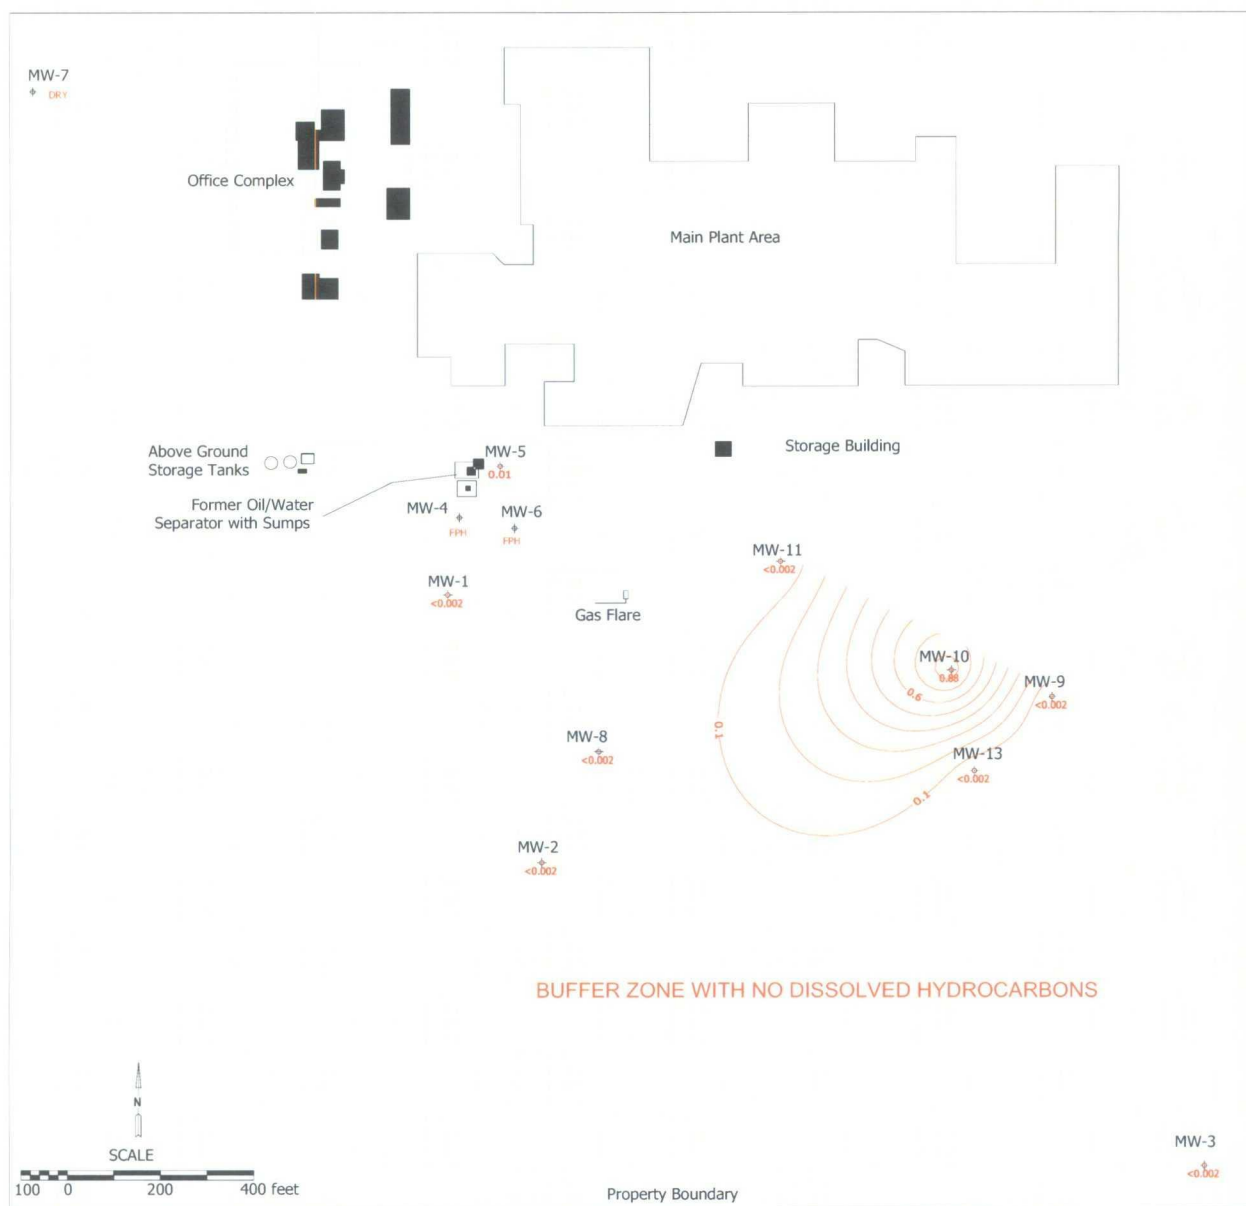 MW-7
DRY
Office Complex
Main Plant Area
Above Ground
Storage Tanks
MW-5
0.01
Storage Building
Former Oil/Water
Separator with Sumps
MW-4
FPH
MW-6
FPH
MW-11
<0.002
MW-1
<0.002
Gas Flare
MW-10
0.88
0.6
MW-9
<0.002
0.1
MW-8
<0.002
MW-13
<0.002
0.1
MW-2
<0.002
BUFFER ZONE WITH NO DISSOLVED HYDROCARBONS
N
SCALE
100 0 200 400 feet
MW-3
<0.002
Property Boundary